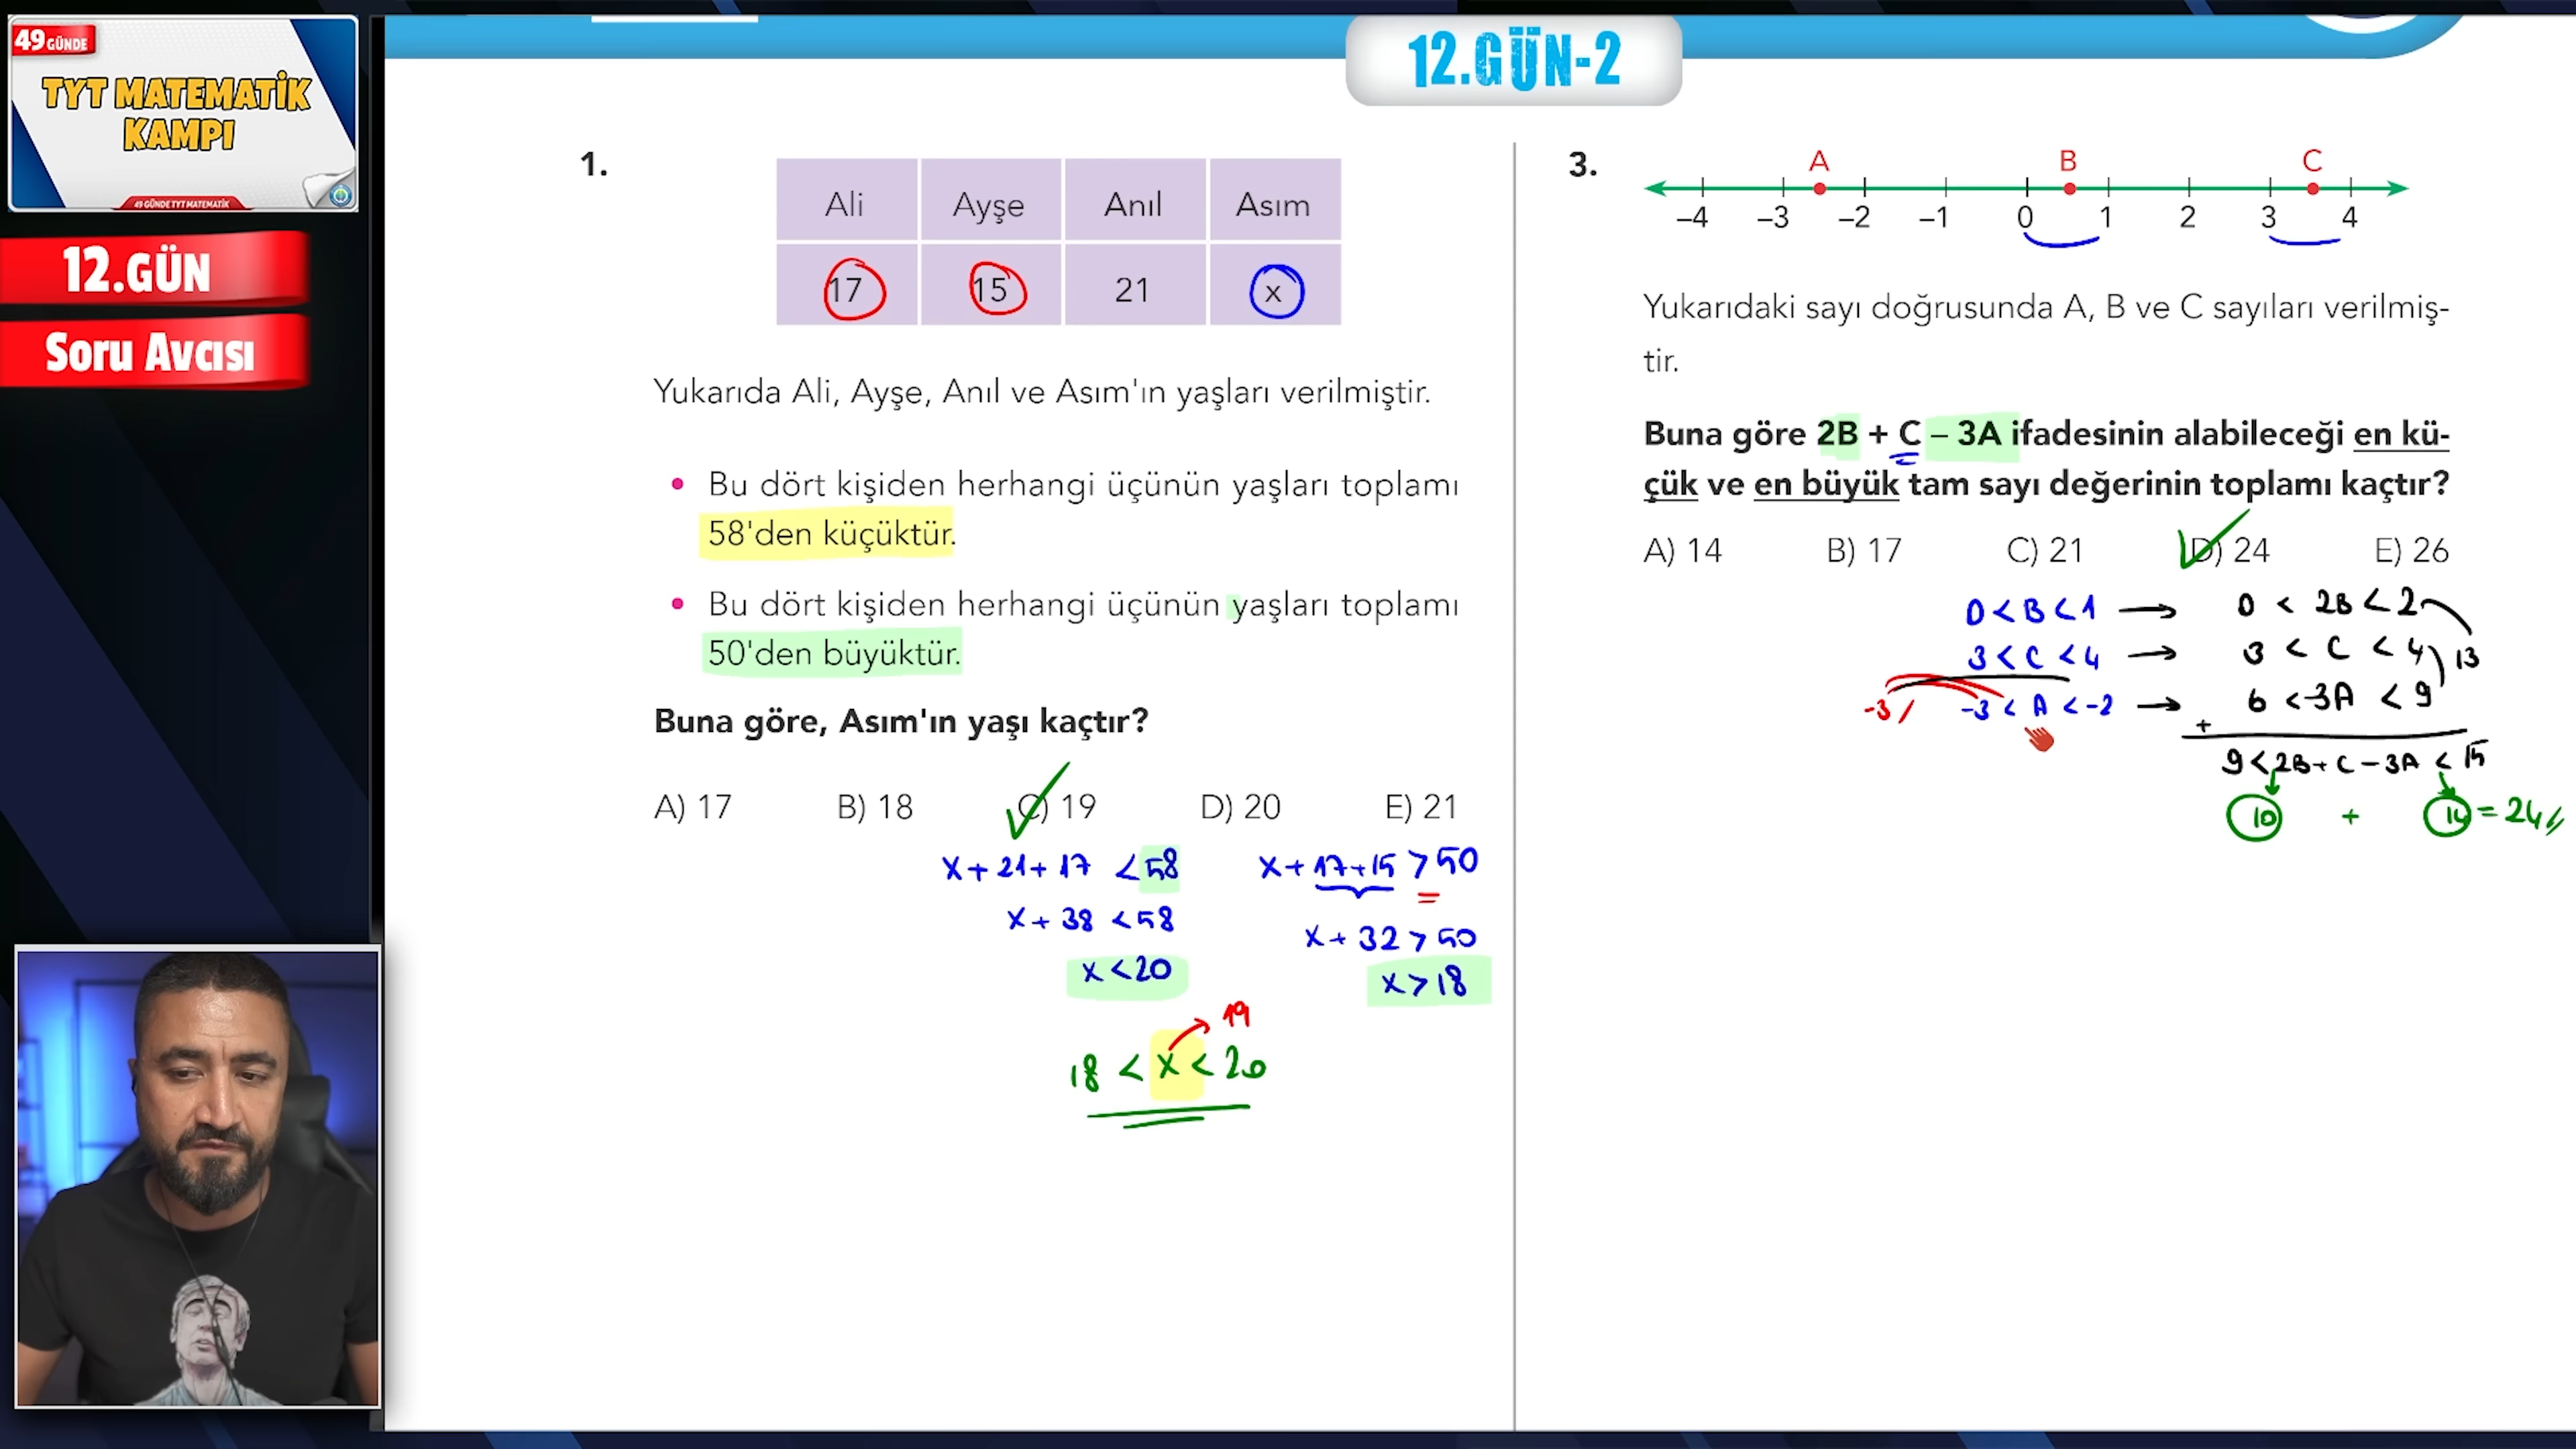 49 GÜNDE
TYT MATEMATİK
KAMPI
49 GÜNDE TYT MATEMATİK
12.GÜN
Soru Avcısı
12.GÜN-2
1.
Ali Ayşe Anıl Asım
17 15 21 x
Yukarıda Ali, Ayşe, Anıl ve Asım'ın yaşları verilmiştir.
• Bu dört kişiden herhangi üçünün yaşları toplamı
58'den küçüktür.
• Bu dört kişiden herhangi üçünün yaşları toplamı
50'den büyüktür.
Buna göre, Asım'ın yaşı kaçtır?
A) 17 B) 18 C) 19 D) 20 E) 21
x + 21 + 17 < 58
x + 38 < 58
x < 20
x + 17 + 15 > 50
x + 32 > 50
x > 18
19
18 < x < 20
3.
A B C
–4 –3 –2 –1 0 1 2 3 4
Yukarıdaki sayı doğrusunda A, B ve C sayıları verilmiş-
tir.
Buna göre 2B + C – 3A ifadesinin alabileceği en kü-
çük ve en büyük tam sayı değerinin toplamı kaçtır?
A) 14 B) 17 C) 21 D) 24 E) 26
0 < B < 1 → 0 < 2B < 2
3 < C < 4 → 3 < C < 4 13
-3 / -3 < A < -2 → 6 < -3A < 9
+
9 < 2B + C - 3A < 15
10 + 14 = 24